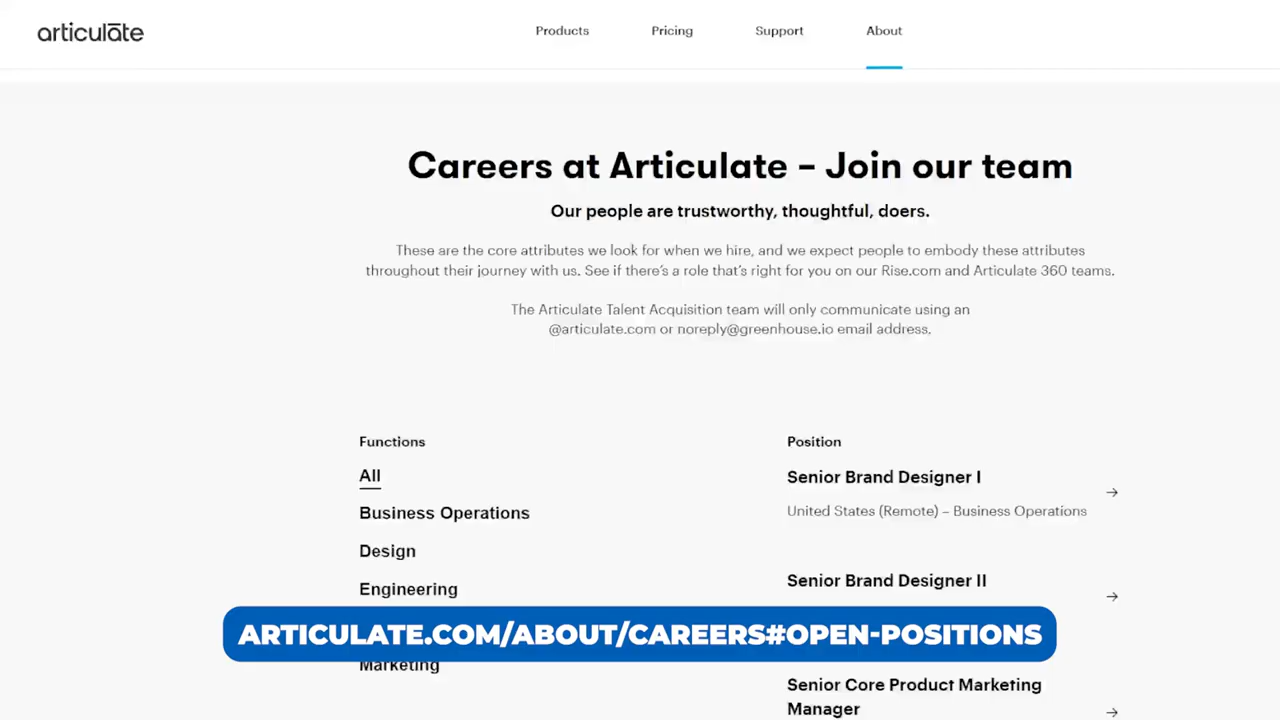 articulate
Products
Pricing
Support
About
Careers at Articulate – Join our team
Our people are trustworthy, thoughtful, doers.
These are the core attributes we look for when we hire, and we expect people to embody these attributes
throughout their journey with us. See if there's a role that's right for you on our Rise.com and Articulate 360 teams.
The Articulate Talent Acquisition team will only communicate using an
@articulate.com or noreply@greenhouse.io email address.
Functions
All
Business Operations
Design
Engineering
Marketing
Position
Senior Brand Designer I
United States (Remote) – Business Operations
Senior Brand Designer II
Senior Core Product Marketing
Manager
ARTICULATE.COM/ABOUT/CAREERS#OPEN-POSITIONS